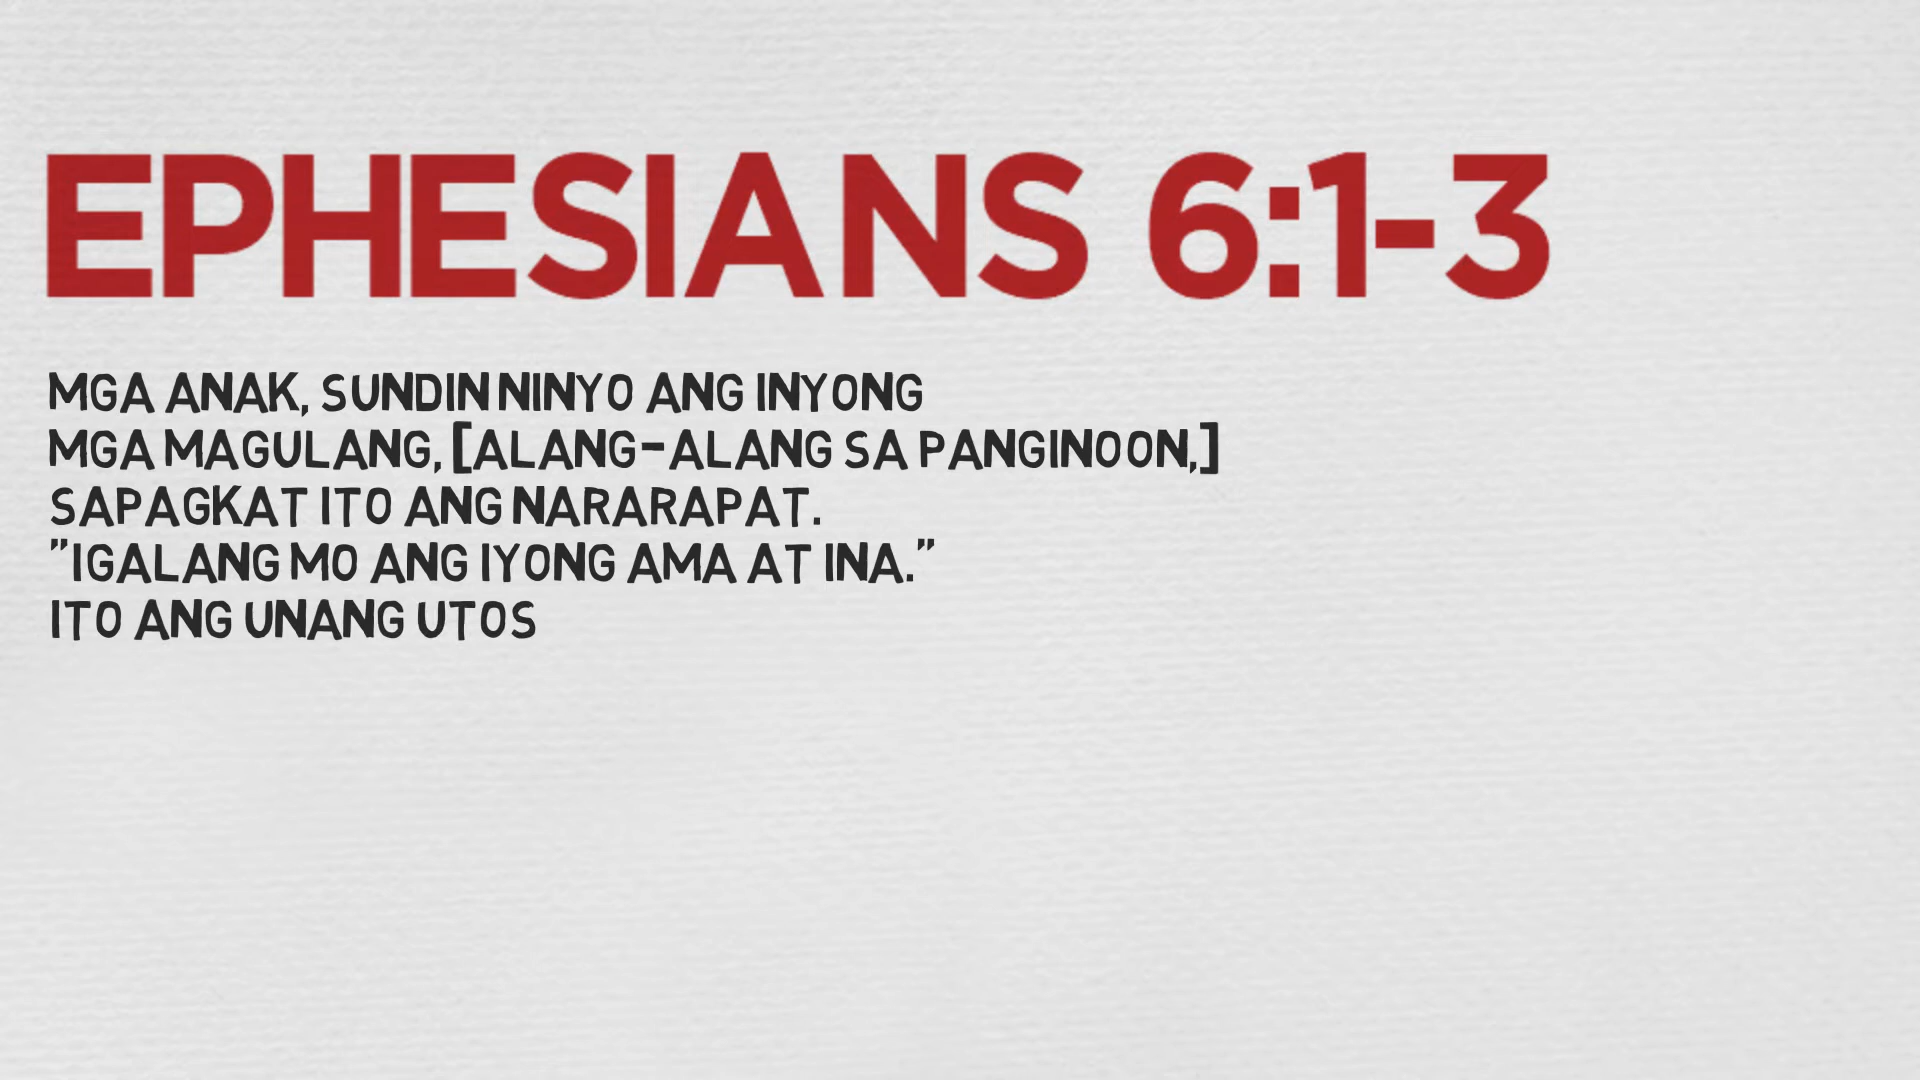 EPHESIANS 6:1-3
MGA ANAK, SUNDIN NINYO ANG INYONG
MGA MAGULANG, [ALANG-ALANG SA PANGINOON,]
SAPAGKAT ITO ANG NARARAPAT.
"IGALANG MO ANG IYONG AMA AT INA."
ITO ANG UNANG UTOS